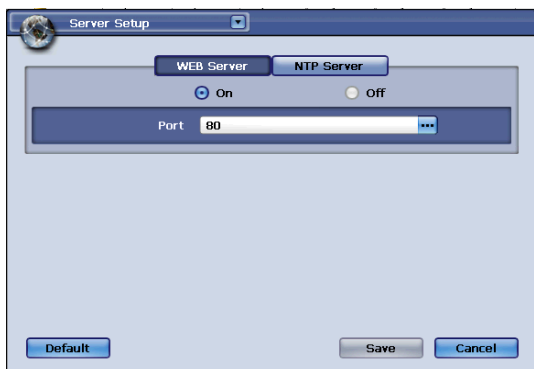 Server Setup
WEB Server NTP Server
On Off
Port 80 ...
Default Save Cancel